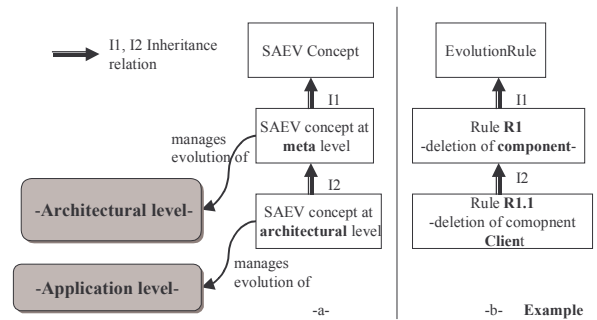 I1, I2 Inheritance
relation
SAEV Concept
I1
manages
evolution of
SAEV concept at
meta level
I2
-Architectural level-
SAEV concept at
architectural level
manages
evolution of
-Application level-
-a-
EvolutionRule
I1
Rule R1
-deletion of component-
I2
Rule R1.1
-deletion of comopnent
Client
-b- Example